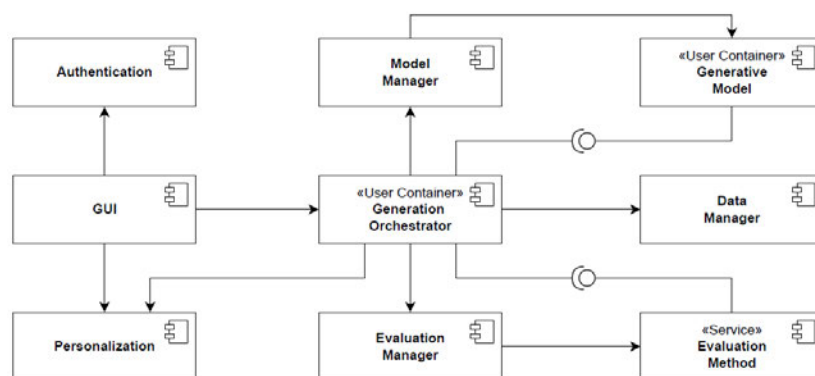 Authentication
Model
Manager
«User Container»
Generative
Model
GUI
«User Container»
Generation
Orchestrator
Data
Manager
Personalization
Evaluation
Manager
«Service»
Evaluation
Method